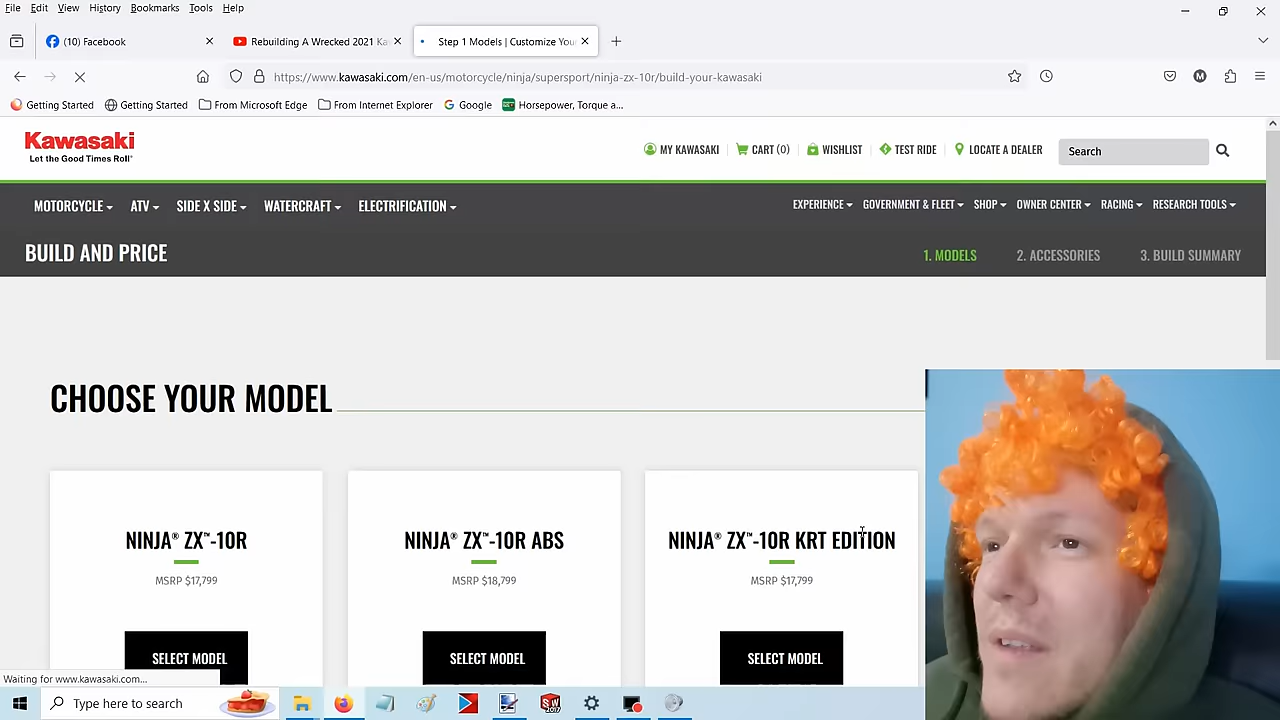 File Edit View History Bookmarks Tools Help
(10) Facebook
Rebuilding A Wrecked 2021 Ka
Step 1 Models | Customize Your
https://www.kawasaki.com/en-us/motorcycle/ninja/supersport/ninja-zx-10r/build-your-kawasaki
M
Getting Started Getting Started From Microsoft Edge From Internet Explorer Google Horsepower, Torque a...
Kawasaki
Let the Good Times Roll®
MY KAWASAKI CART (0) WISHLIST TEST RIDE LOCATE A DEALER Search
MOTORCYCLE ATV SIDE X SIDE WATERCRAFT ELECTRIFICATION EXPERIENCE GOVERNMENT & FLEET SHOP OWNER CENTER RACING RESEARCH TOOLS
BUILD AND PRICE 1. MODELS 2. ACCESSORIES 3. BUILD SUMMARY
CHOOSE YOUR MODEL
NINJA® ZX™-10R
MSRP $17,799
SELECT MODEL
NINJA® ZX™-10R ABS
MSRP $18,799
SELECT MODEL
NINJA® ZX™-10R KRT EDITION
MSRP $17,799
SELECT MODEL
Waiting for www.kawasaki.com...
Type here to search